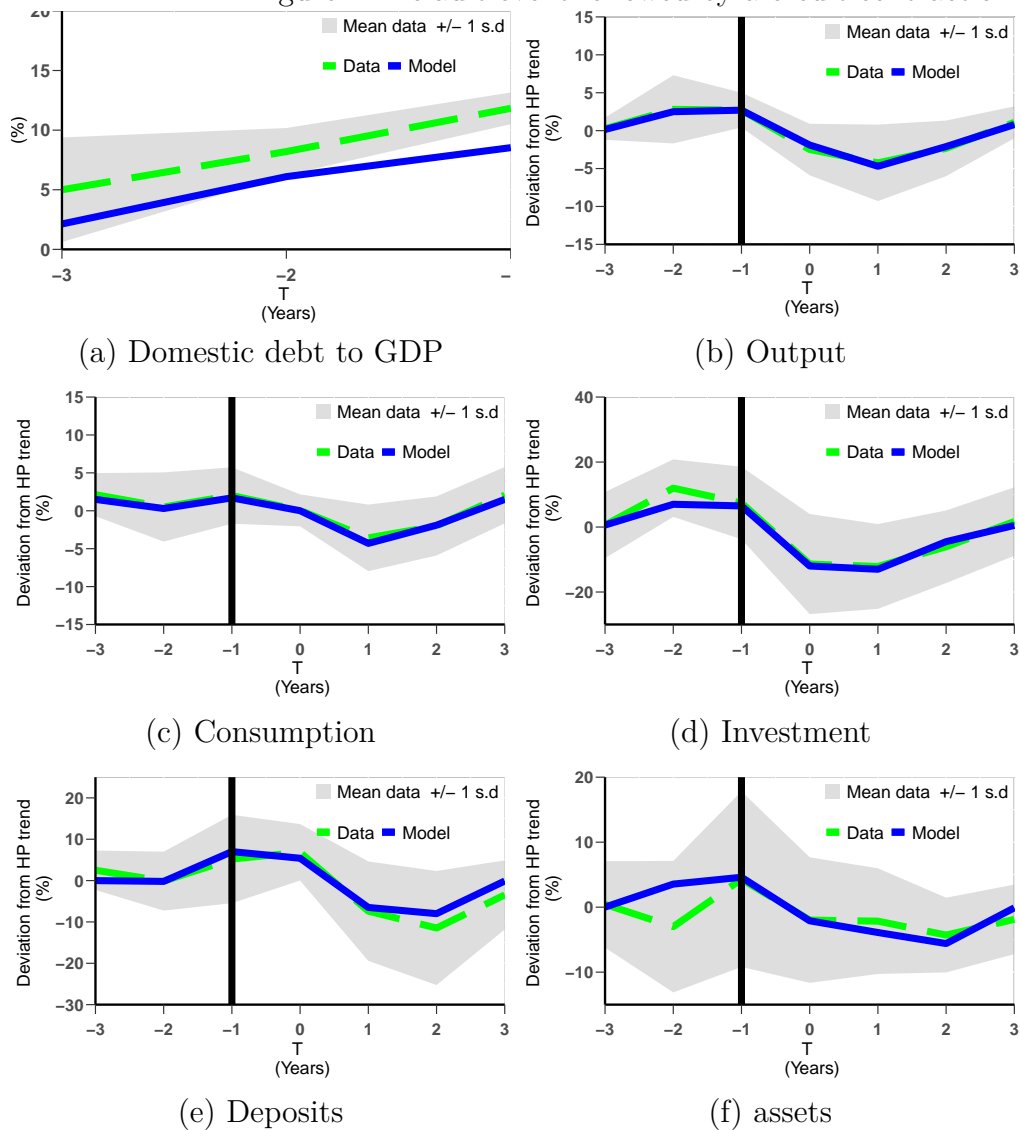 20
15
10
5
0
(%)
Mean data +/− 1 s.d
Data Model
−3 −2 −
T
(Years)
(a) Domestic debt to GDP
15
10
5
0
−5
−10
−15
Deviation from HP trend
(%)
Mean data +/− 1 s.d
Data Model
−3 −2 −1 0 1 2 3
T
(Years)
(b) Output
15
10
5
0
−5
−10
−15
Deviation from HP trend
(%)
Mean data +/− 1 s.d
Data Model
−3 −2 −1 0 1 2 3
T
(Years)
(c) Consumption
40
20
0
−20
Deviation from HP trend
(%)
Mean data +/− 1 s.d
Data Model
−3 −2 −1 0 1 2 3
T
(Years)
(d) Investment
20
10
0
−10
−20
−30
Deviation from HP trend
(%)
Mean data +/− 1 s.d
Data Model
−3 −2 −1 0 1 2 3
T
(Years)
(e) Deposits
20
10
0
−10
Deviation from HP trend
(%)
Mean data +/− 1 s.d
Data Model
−3 −2 −1 0 1 2 3
T
(Years)
(f) assets